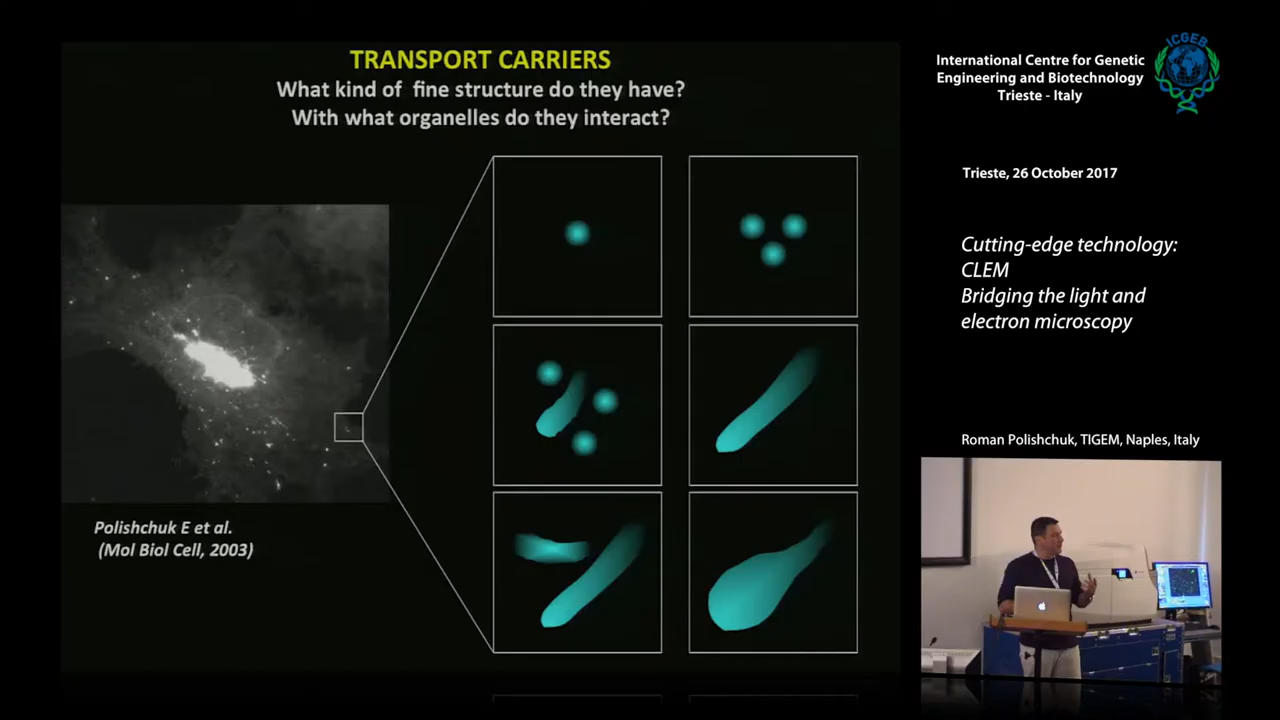 TRANSPORT CARRIERS
What kind of fine structure do they have?
With what organelles do they interact?
Polishchuk E et al.
(Mol Biol Cell, 2003)
International Centre for Genetic
Engineering and Biotechnology
Trieste - Italy
ICGEB
Trieste, 26 October 2017
Cutting-edge technology:
CLEM
Bridging the light and
electron microscopy
Roman Polishchuk, TIGEM, Naples, Italy